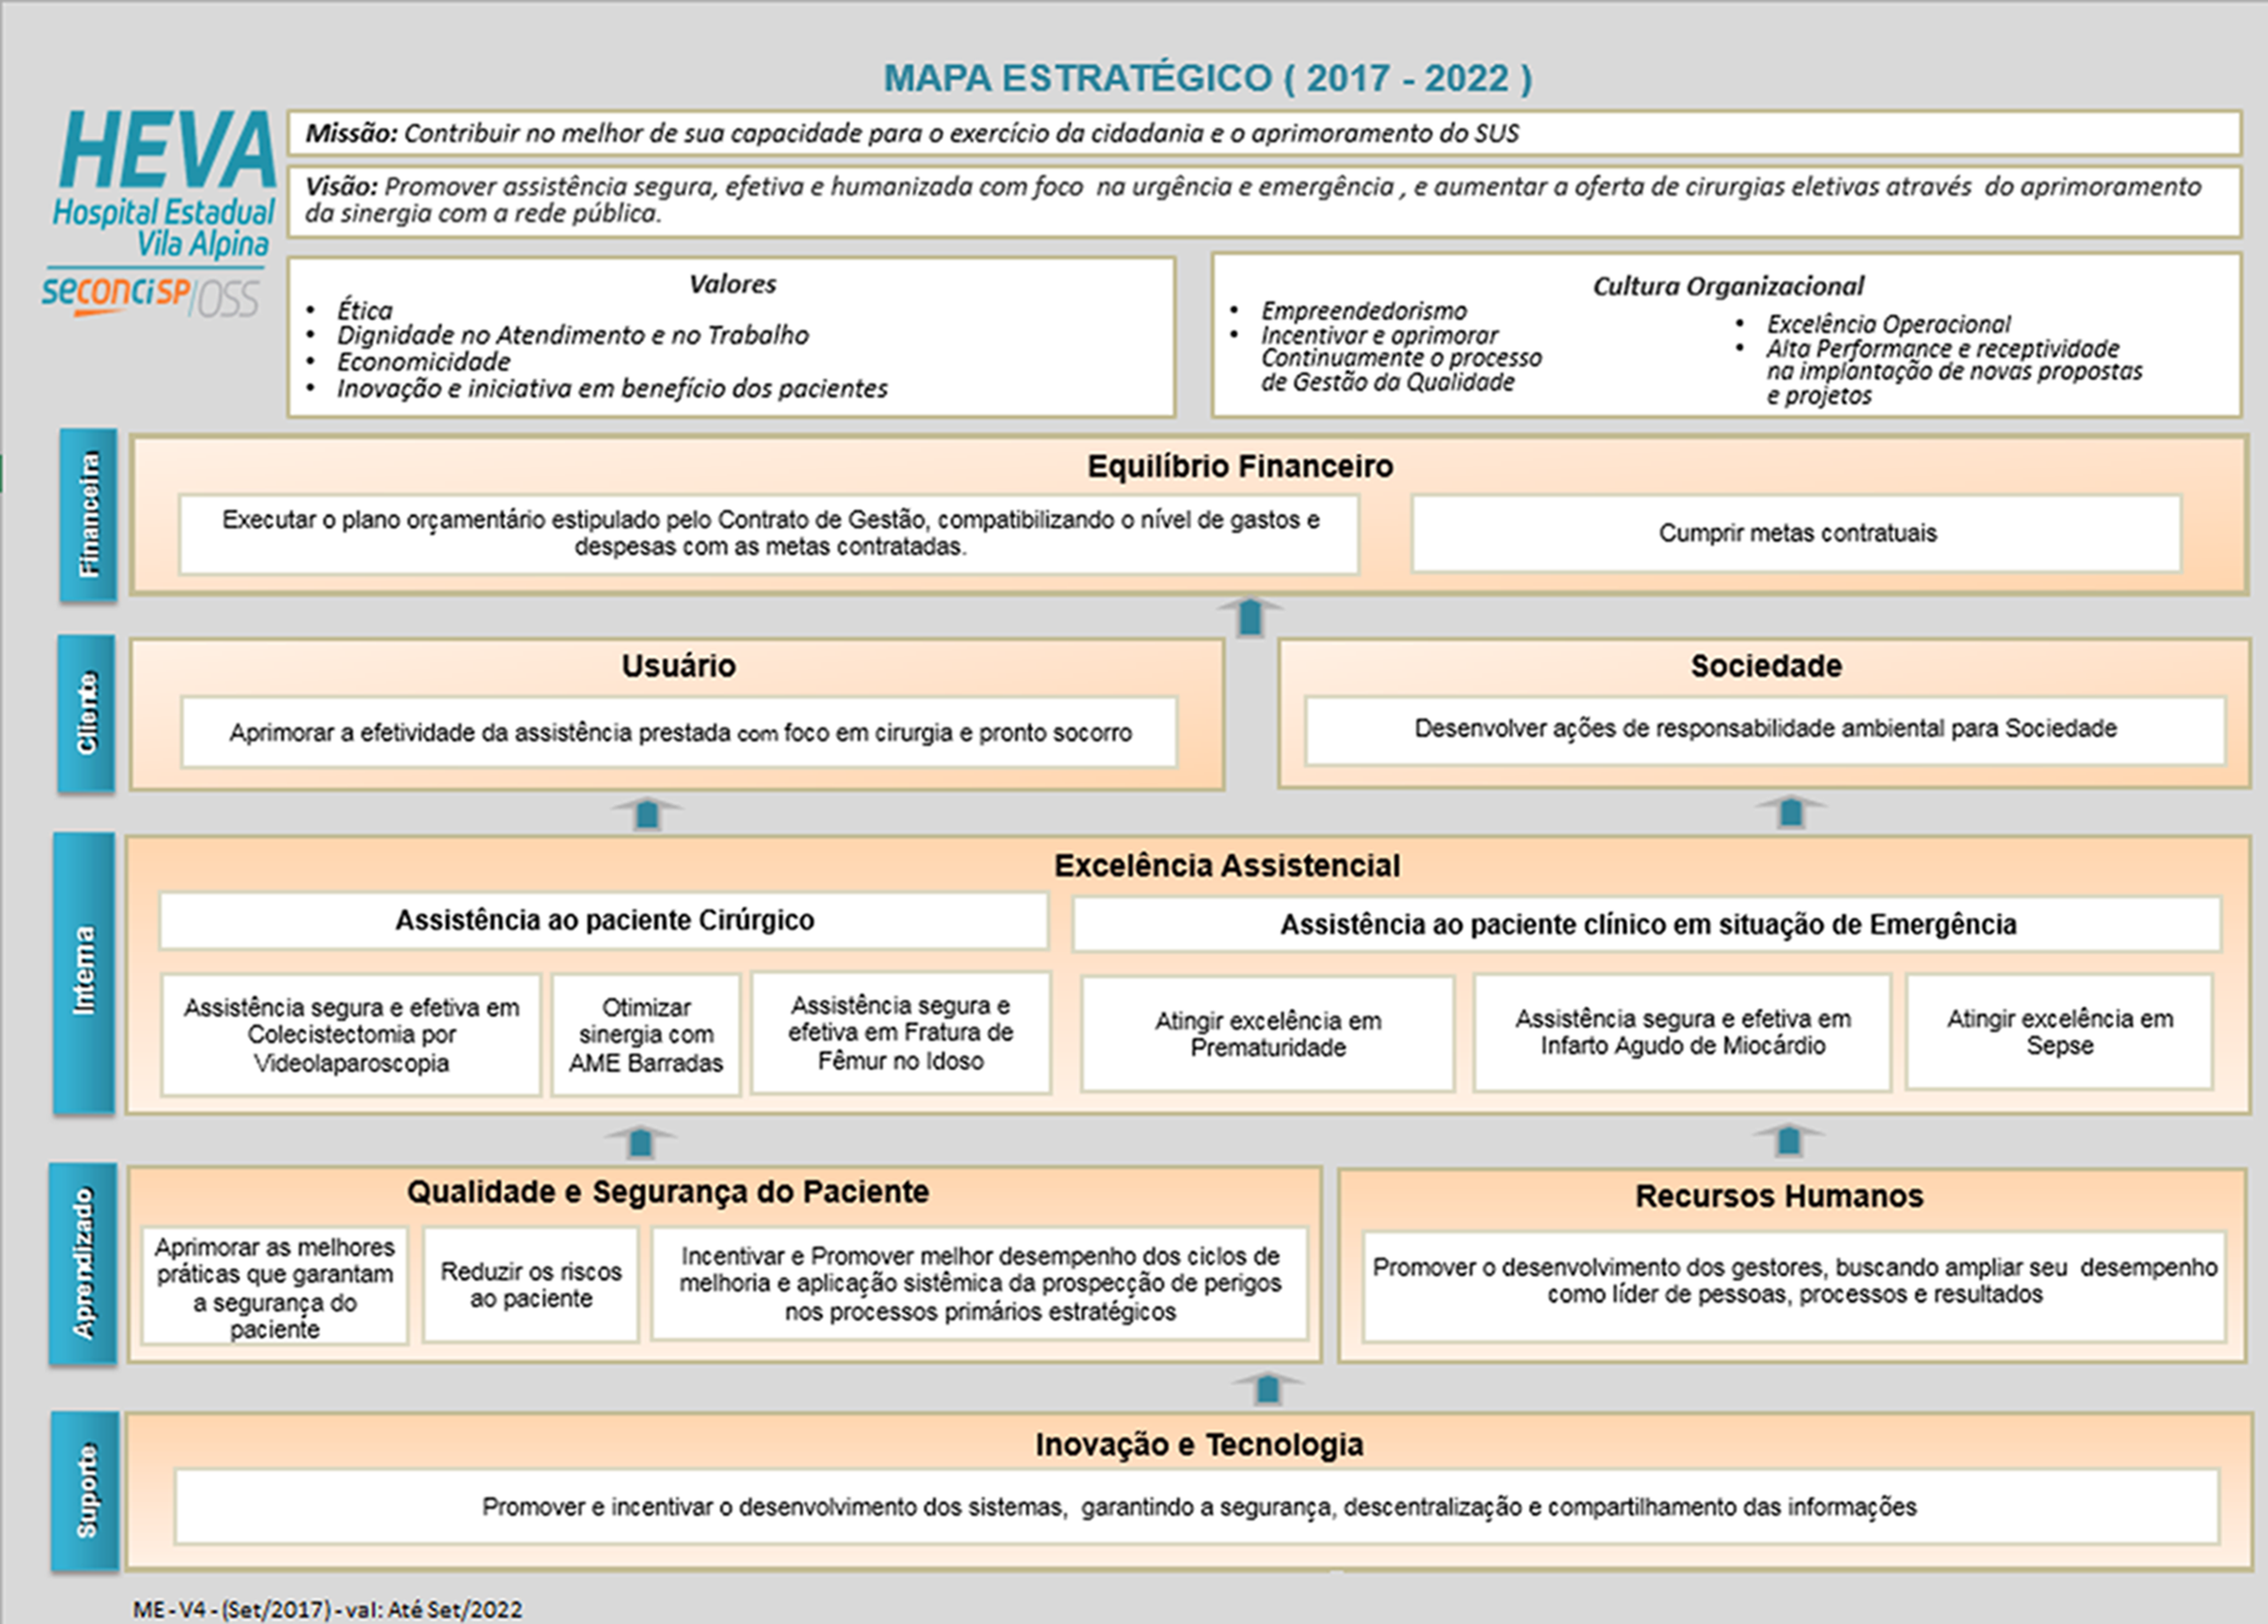 MAPA ESTRATÉGICO ( 2017 - 2022 )
HEVA
Hospital Estadual
Vila Alpina
seconciSP/OSS
Missão: Contribuir no melhor de sua capacidade para o exercício da cidadania e o aprimoramento do SUS
Visão: Promover assistência segura, efetiva e humanizada com foco na urgência e emergência , e aumentar a oferta de cirurgias eletivas através do aprimoramento
da sinergia com a rede pública.
Valores
• Ética
• Dignidade no Atendimento e no Trabalho
• Economicidade
• Inovação e iniciativa em benefício dos pacientes
Cultura Organizacional
• Empreendedorismo
• Incentivar e aprimorar
Continuamente o processo
de Gestão da Qualidade
• Excelência Operacional
• Alta Performance e receptividade
na implantação de novas propostas
e projetos
Financeira
Equilíbrio Financeiro
Executar o plano orçamentário estipulado pelo Contrato de Gestão, compatibilizando o nível de gastos e
despesas com as metas contratadas.
Cumprir metas contratuais
Cliente
Usuário
Aprimorar a efetividade da assistência prestada com foco em cirurgia e pronto socorro
Sociedade
Desenvolver ações de responsabilidade ambiental para Sociedade
Interna
Excelência Assistencial
Assistência ao paciente Cirúrgico
Assistência segura e efetiva em
Colecistectomia por
Videolaparoscopia
Otimizar
sinergia com
AME Barradas
Assistência segura e
efetiva em Fratura de
Fêmur no Idoso
Assistência ao paciente clínico em situação de Emergência
Atingir excelência em
Prematuridade
Assistência segura e efetiva em
Infarto Agudo de Miocárdio
Atingir excelência em
Sepse
Aprendizado
Qualidade e Segurança do Paciente
Aprimorar as melhores
práticas que garantam
a segurança do
paciente
Reduzir os riscos
ao paciente
Incentivar e Promover melhor desempenho dos ciclos de
melhoria e aplicação sistêmica da prospecção de perigos
nos processos primários estratégicos
Recursos Humanos
Promover o desenvolvimento dos gestores, buscando ampliar seu desempenho
como líder de pessoas, processos e resultados
Suporte
Inovação e Tecnologia
Promover e incentivar o desenvolvimento dos sistemas, garantindo a segurança, descentralização e compartilhamento das informações
ME - V4 - (Set/2017) - val: Até Set/2022